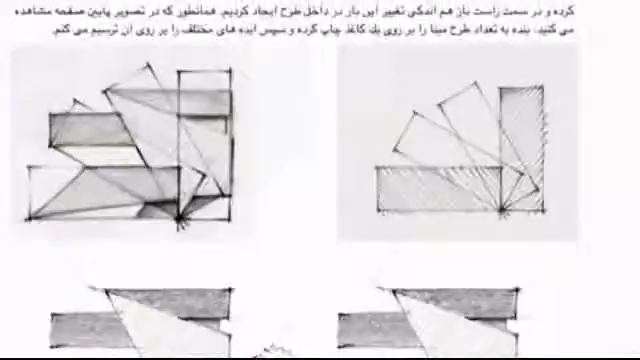 کرده و در سمت راست باز هم اندکی تغییر این بار در داخل طرح ایجاد کردیم. همانطور که در تصویر پایین صفحه مشاهده
می کنید، بنده به تعداد طرح مبنا را بر روی یک کاغذ چاپ کرده و سپس ایده های مختلف را بر روی آن ترسیم می کنم.